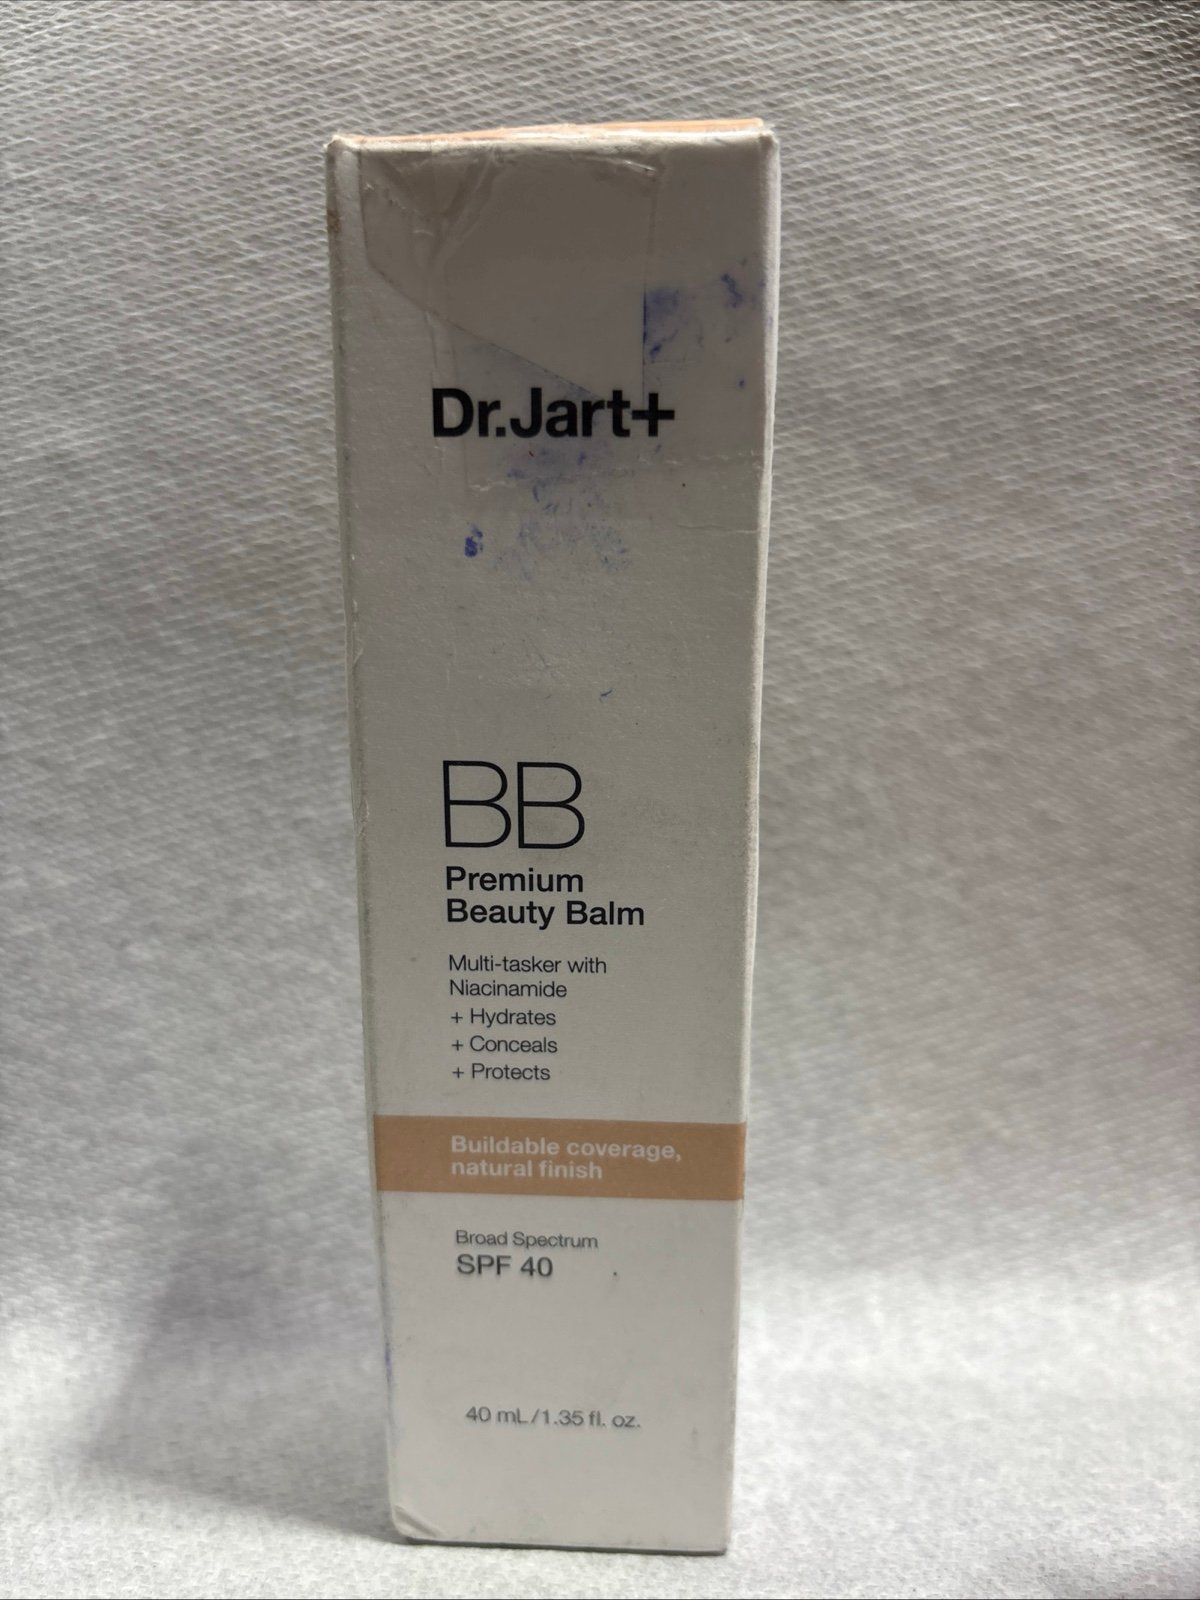 Dr.Jart+
BB
Premium
Beauty Balm
Multi-tasker with
Niacinamide
+ Hydrates
+ Conceals
+ Protects
Buildable coverage,
natural finish
Broad Spectrum
SPF 40
40 mL/1.35 fl. oz.